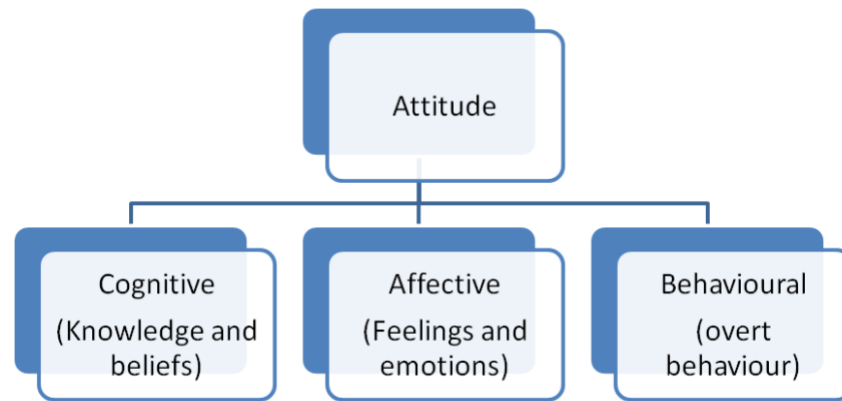 Attitude
Cognitive
(Knowledge and
beliefs)
Affective
(Feelings and
emotions)
Behavioural
(overt
behaviour)